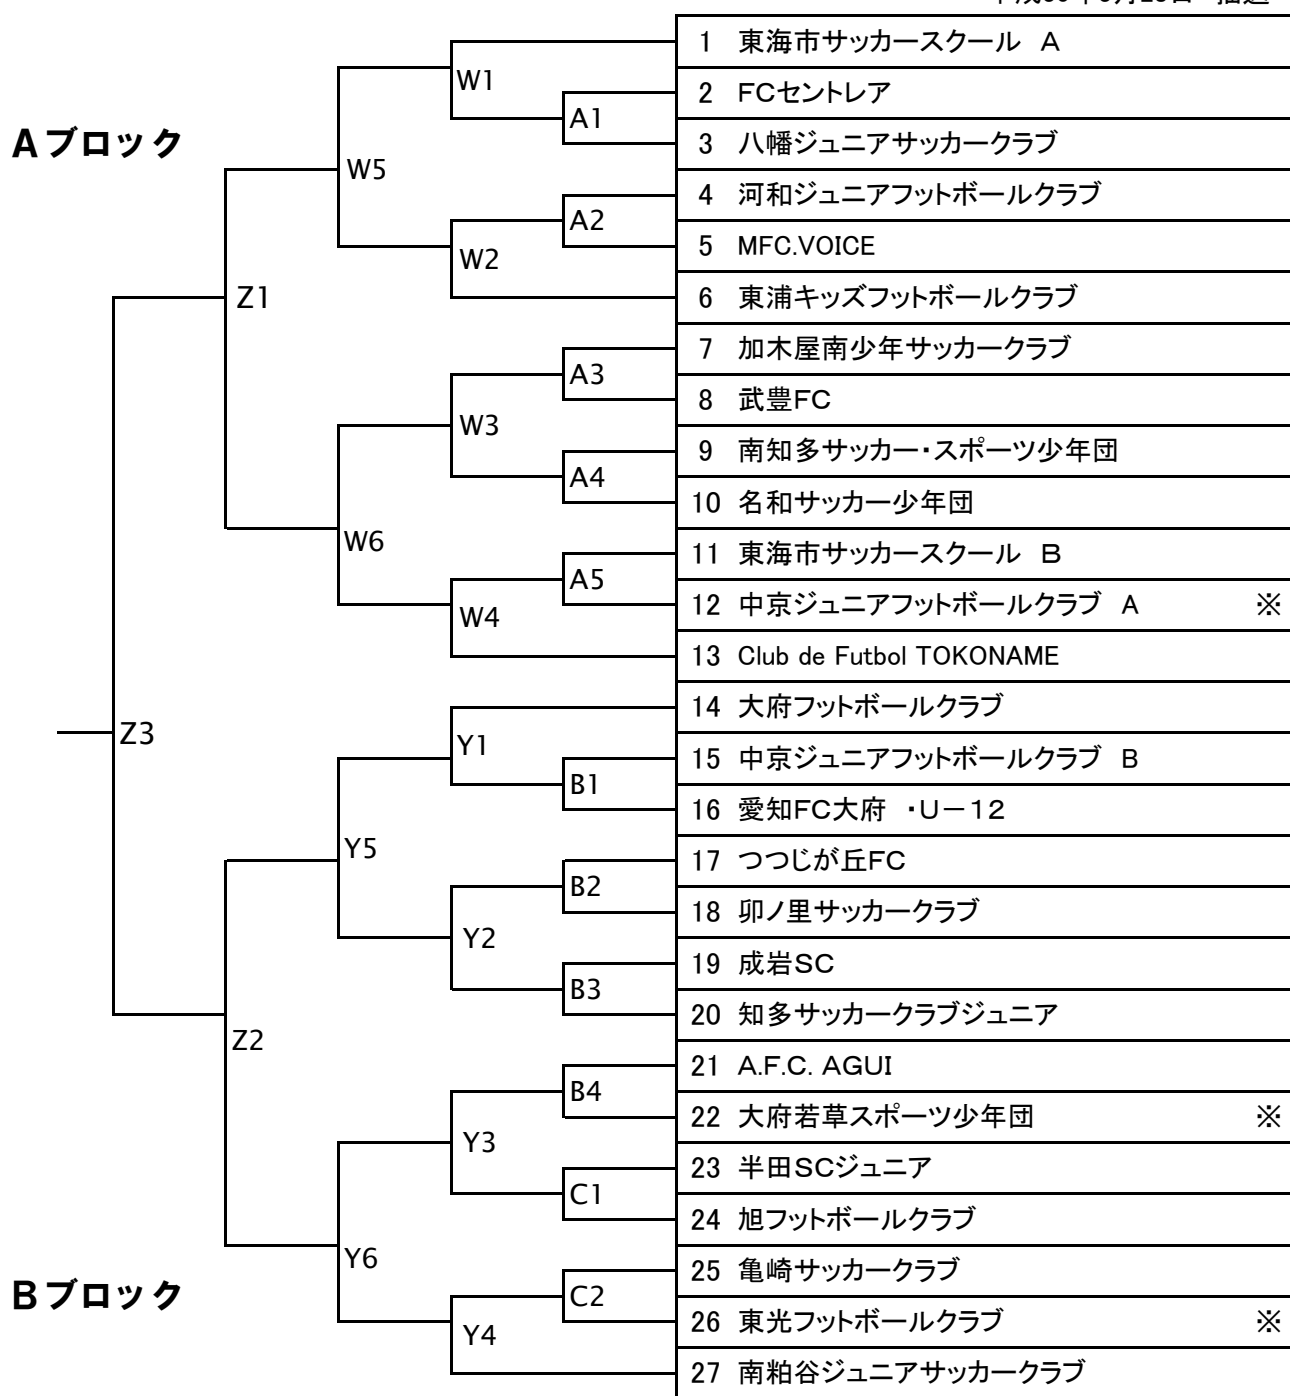 Aブロック
Bブロック
Z3
Z1
Z2
W5
W6
Y5
Y6
W1
W2
W3
W4
Y1
Y2
Y3
Y4
A1
A2
A3
A4
A5
B1
B2
B3
B4
C1
C2
1 東海市サッカースクール A
2 FCセントレア
3 八幡ジュニアサッカークラブ
4 河和ジュニアフットボールクラブ
5 MFC.VOICE
6 東浦キッズフットボールクラブ
7 加木屋南少年サッカークラブ
8 武豊FC
9 南知多サッカー・スポーツ少年団
10 名和サッカー少年団
11 東海市サッカースクール B
12 中京ジュニアフットボールクラブ A ※
13 Club de Futbol TOKONAME
14 大府フットボールクラブ
15 中京ジュニアフットボールクラブ B
16 愛知FC大府 ・U－12
17 つつじが丘FC
18 卯ノ里サッカークラブ
19 成岩SC
20 知多サッカークラブジュニア
21 A.F.C. AGUI
22 大府若草スポーツ少年団 ※
23 半田SCジュニア
24 旭フットボールクラブ
25 亀崎サッカークラブ
26 東光フットボールクラブ ※
27 南粕谷ジュニアサッカークラブ